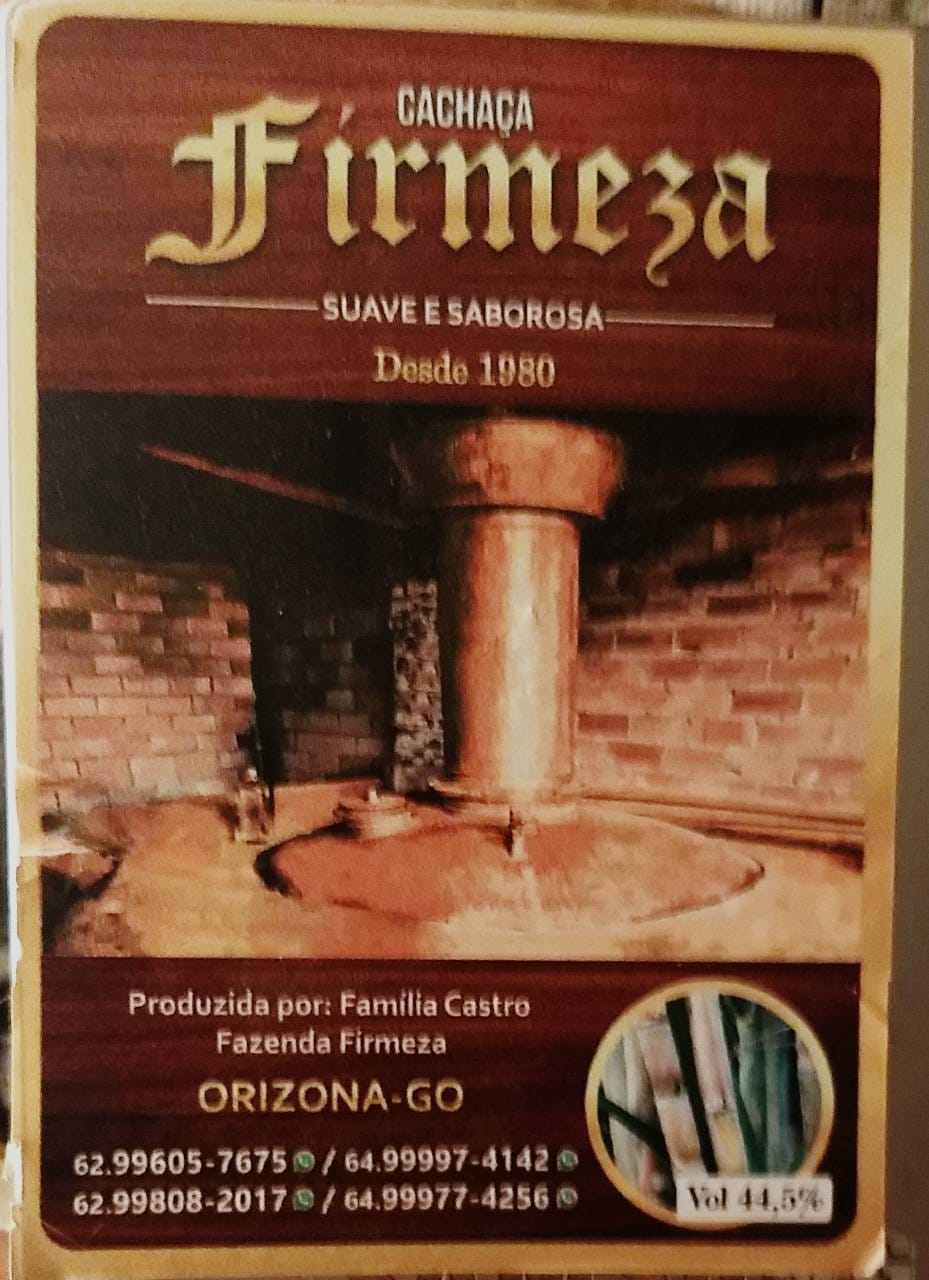 CACHAÇA
Firmeza
SUAVE E SABOROSA
Desde 1980
Produzida por: Família Castro
Fazenda Firmeza
ORIZONA-GO
62.99605-7675 / 64.99997-4142
62.99808-2017 / 64.99977-4256
Vol 44,5%